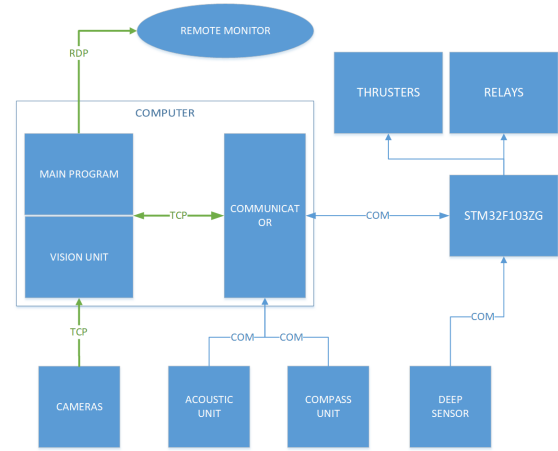 REMOTE MONITOR
RDP
THRUSTERS
RELAYS
COMPUTER
MAIN PROGRAM
COMMUNICAT
OR
TCP
COM
STM32F103ZG
VISION UNIT
TCP
COM
COM
COM
CAMERAS
ACOUSTIC
UNIT
COMPASS
UNIT
DEEP
SENSOR